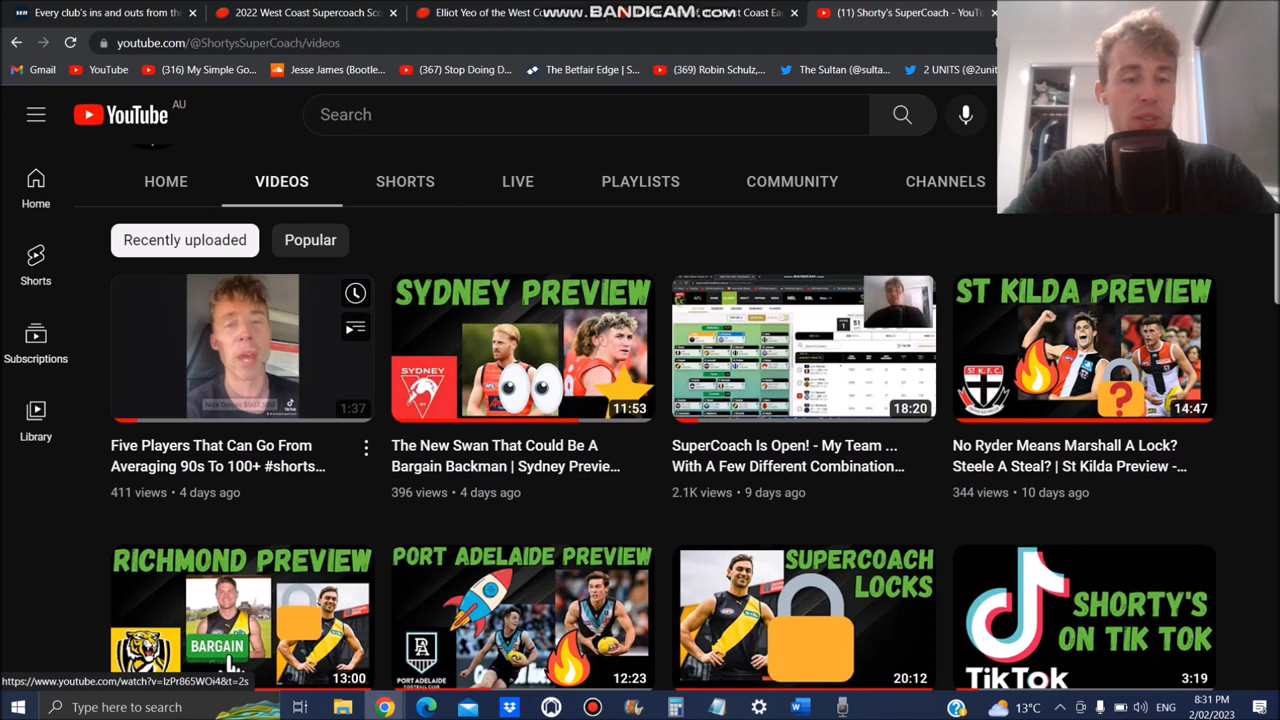 Every club's ins and outs from the
2022 West Coast Supercoach Sco
Elliot Yeo of the West Co
www.BANDICAM.com
st Coast Ea
(11) Shorty's SuperCoach - YouTu
youtube.com/@ShortysSuperCoach/videos
Gmail
YouTube
(316) My Simple Go...
Jesse James (Bootle...
(367) Stop Doing D...
The Betfair Edge | S...
(369) Robin Schulz,...
The Sultan (@sulta...
2 UNITS (@2unit
YouTube AU
Search
Home
Shorts
Subscriptions
Library
HOME
VIDEOS
SHORTS
LIVE
PLAYLISTS
COMMUNITY
CHANNELS
Recently uploaded
Popular
1:37
Five Players That Can Go From
Averaging 90s To 100+ #shorts...
411 views • 4 days ago
SYDNEY PREVIEW
SYDNEY
11:53
The New Swan That Could Be A
Bargain Backman | Sydney Previe...
396 views • 4 days ago
18:20
SuperCoach Is Open! - My Team ...
With A Few Different Combination...
2.1K views • 9 days ago
ST KILDA PREVIEW
14:47
No Ryder Means Marshall A Lock?
Steele A Steal? | St Kilda Preview -...
344 views • 10 days ago
RICHMOND PREVIEW
BARGAIN
13:00
PORT ADELAIDE PREVIEW
PORT ADELAIDE
12:23
SUPERCOACH
LOCKS
20:12
SHORTY'S
ON TIK TOK
TikTok
3:19
https://www.youtube.com/watch?v=IzPr865WOi48&t=2s
Type here to search
13°C
ENG
8:31 PM
2/02/2023